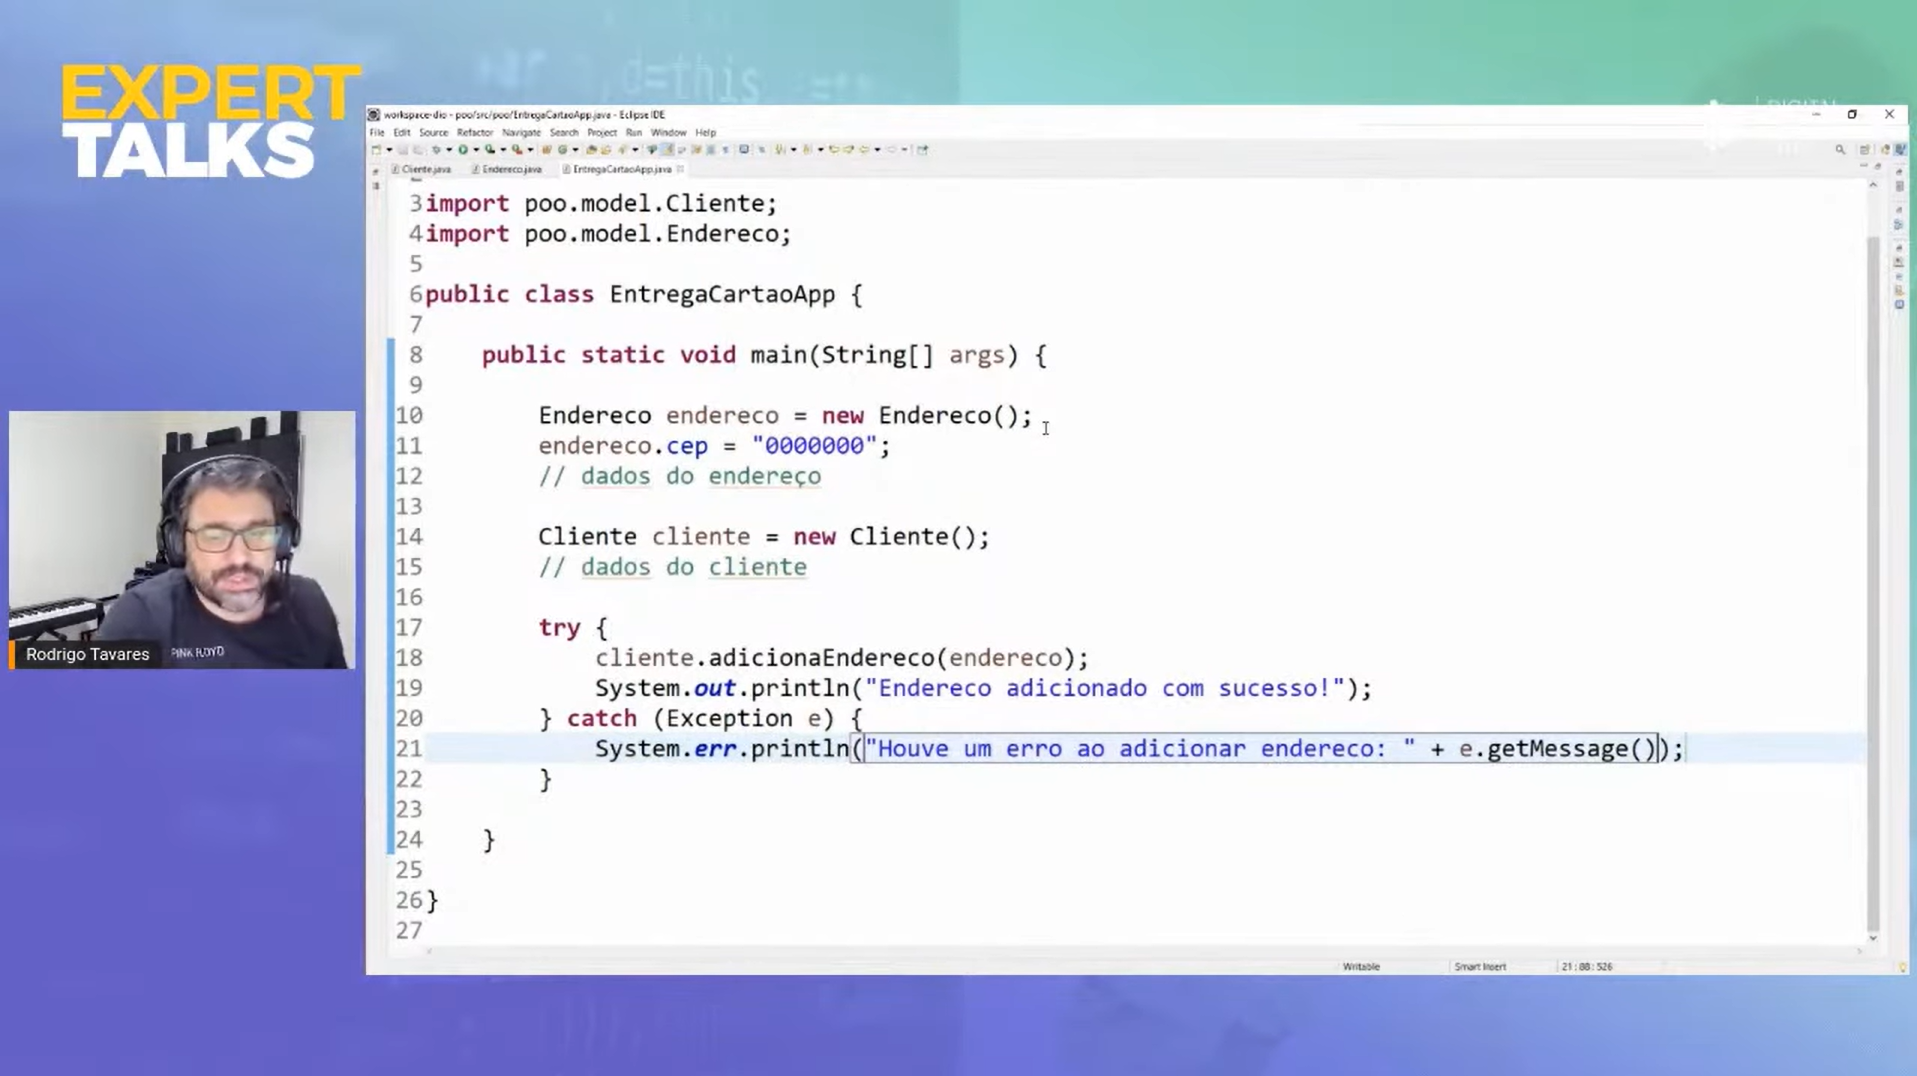 EXPERT
TALKS
workspace-dio - poo/src/poo/EntregaCartaoApp.java - Eclipse IDE
File Edit Source Refactor Navigate Search Project Run Window Help
Cliente.java Endereco.java EntregaCartaoApp.java
3 import poo.model.Cliente;
4 import poo.model.Endereco;
5
6 public class EntregaCartaoApp {
7
8 public static void main(String[] args) {
9
10 Endereco endereco = new Endereco();
11 endereco.cep = "0000000";
12 // dados do endereço
13
14 Cliente cliente = new Cliente();
15 // dados do cliente
16
17 try {
18 cliente.adicionaEndereco(endereco);
19 System.out.println("Endereco adicionado com sucesso!");
20 } catch (Exception e) {
21 System.err.println("Houve um erro ao adicionar endereco: " + e.getMessage());
22 }
23
24 }
25
26 }
27
Writable Smart Insert 21 : 88 : 526
Rodrigo Tavares
PINK FLOYD